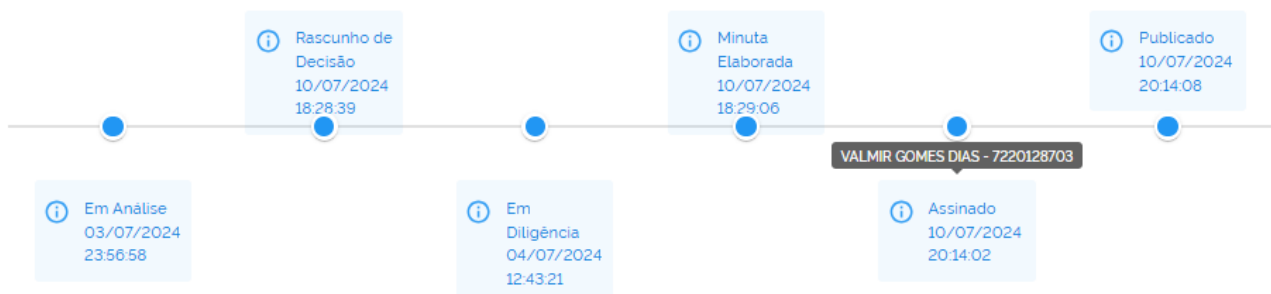 Em Análise
03/07/2024
23:56:58
Rascunho de
Decisão
10/07/2024
18:28:39
Em
Diligência
04/07/2024
12:43:21
Minuta
Elaborada
10/07/2024
18:29:06
VALMIR GOMES DIAS - 7220128703
Assinado
10/07/2024
20:14:02
Publicado
10/07/2024
20:14:08